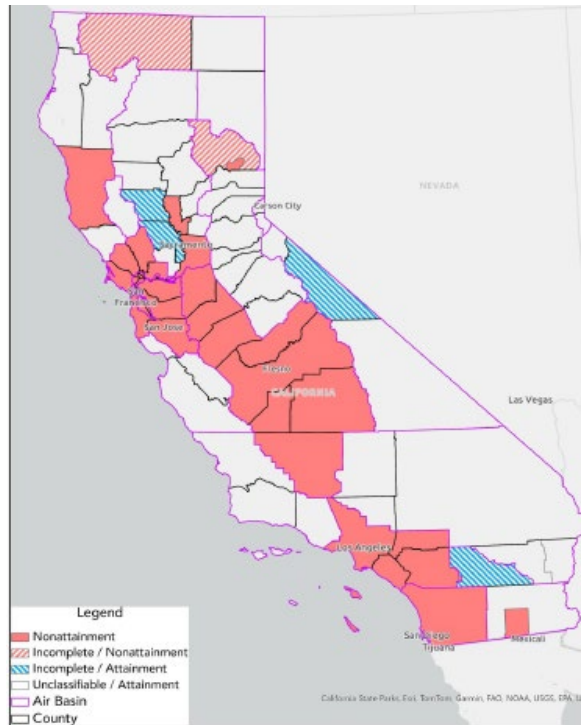 NEVADA
Carson City
Sacramento
San
Francisco
San Jose
Fresno
CALIFORNIA
Las Vegas
Los Angeles
San Diego
Tijuana
Mexicali
Legend
Nonattainment
Incomplete / Nonattainment
Incomplete / Attainment
Unclassifiable / Attainment
Air Basin
County
California State Parks, Esri, TomTom, Garmin, FAO, NOAA, USGS, EPA,